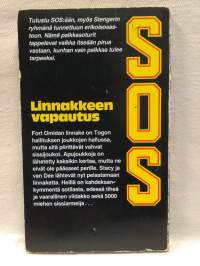 Tutustu SOS:ään, myös Stengerin
ryhmänä tunnettuun erikoisosas-
toon. Nämä palkkasoturit
tappelevat vaikka itseään pirua
vastaan, kunhan vain palkkaa tulee
tarpeeksi.
SOS
Linnakkeen
vapautus
Fort Omidan linnake on Togon
hallituksen joukkojen hallussa,
mutta sitä piirittävät vahvat
sissijoukot. Apujoukkoja on
lähetetty kaksikin kertaa, mutta ne
eivät ole päässeet perille. Stacy ja
van Dee lähtevät nyt pelastamaan
linnaketta. Heillä on kahdeksan-
kymmentä sotilasta, edessä tiheä
ja vaarallinen viidakko sekä 5000
miehen sissiarmeija . . .